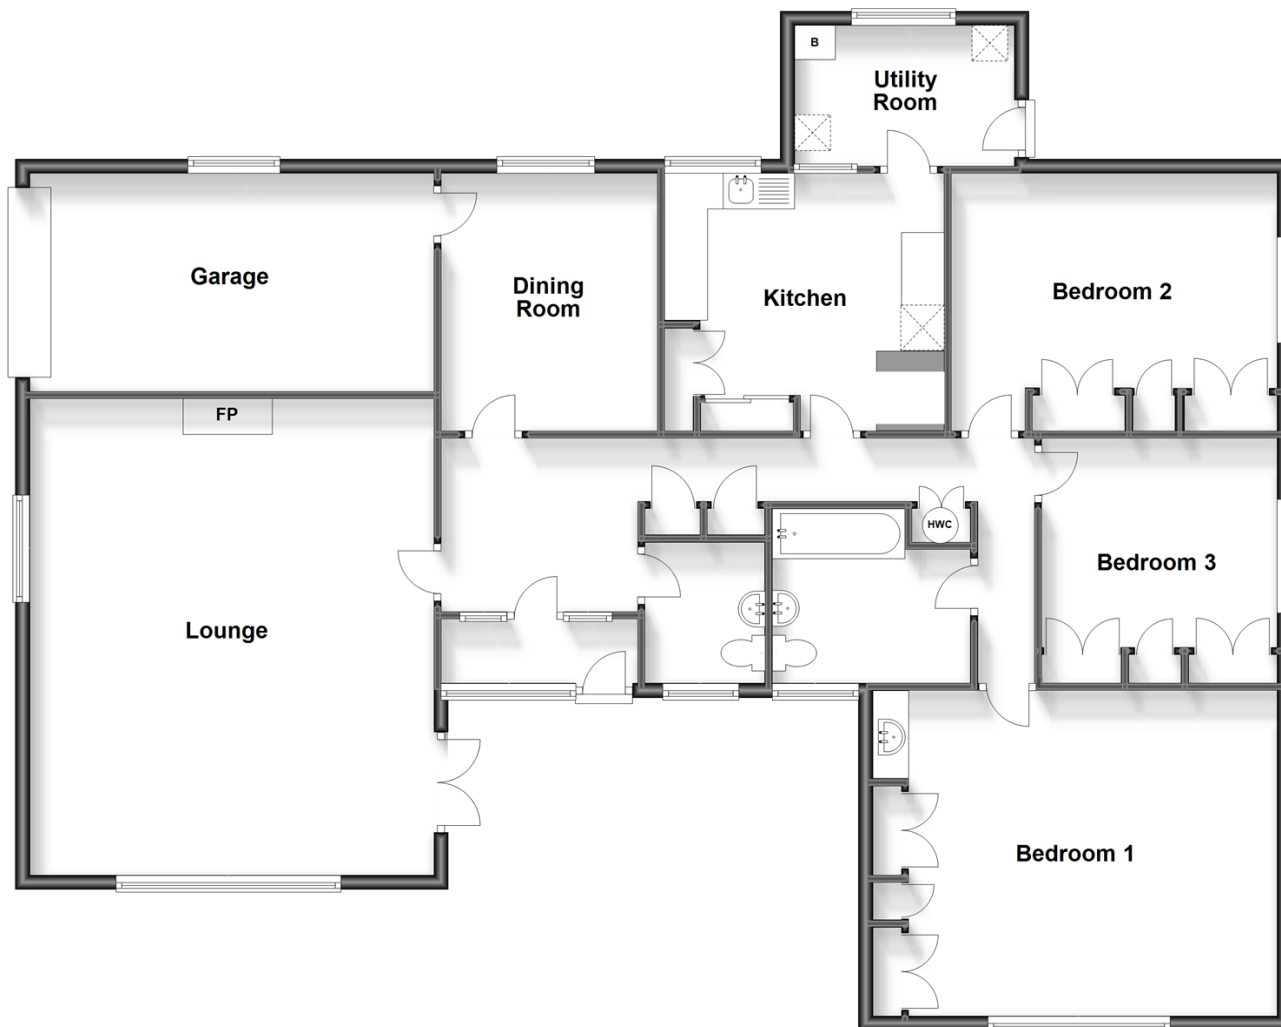 B
Utility
Room
Garage
Dining
Room
Kitchen
Bedroom 2
FP
HWC
Bedroom 3
Lounge
Bedroom 1